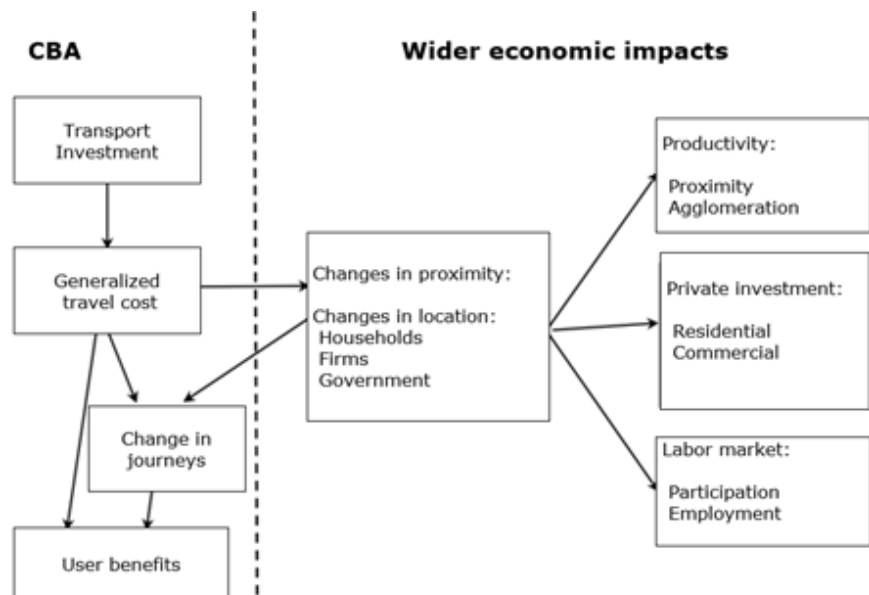 CBA
Wider economic impacts
Transport
Investment
Generalized
travel cost
Change in
journeys
User benefits
Changes in proximity:
Changes in location:
Households
Firms
Government
Productivity:
Proximity
Agglomeration
Private investment:
Residential
Commercial
Labor market:
Participation
Employment